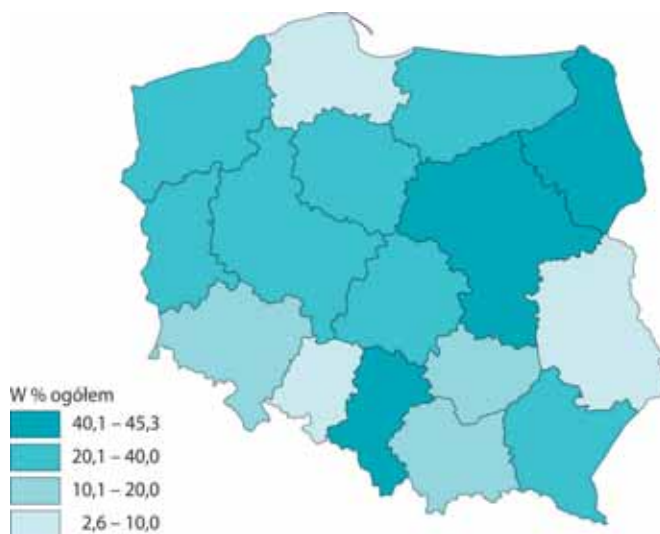 W % ogółem
40,1 – 45,3
20,1 – 40,0
10,1 – 20,0
2,6 – 10,0